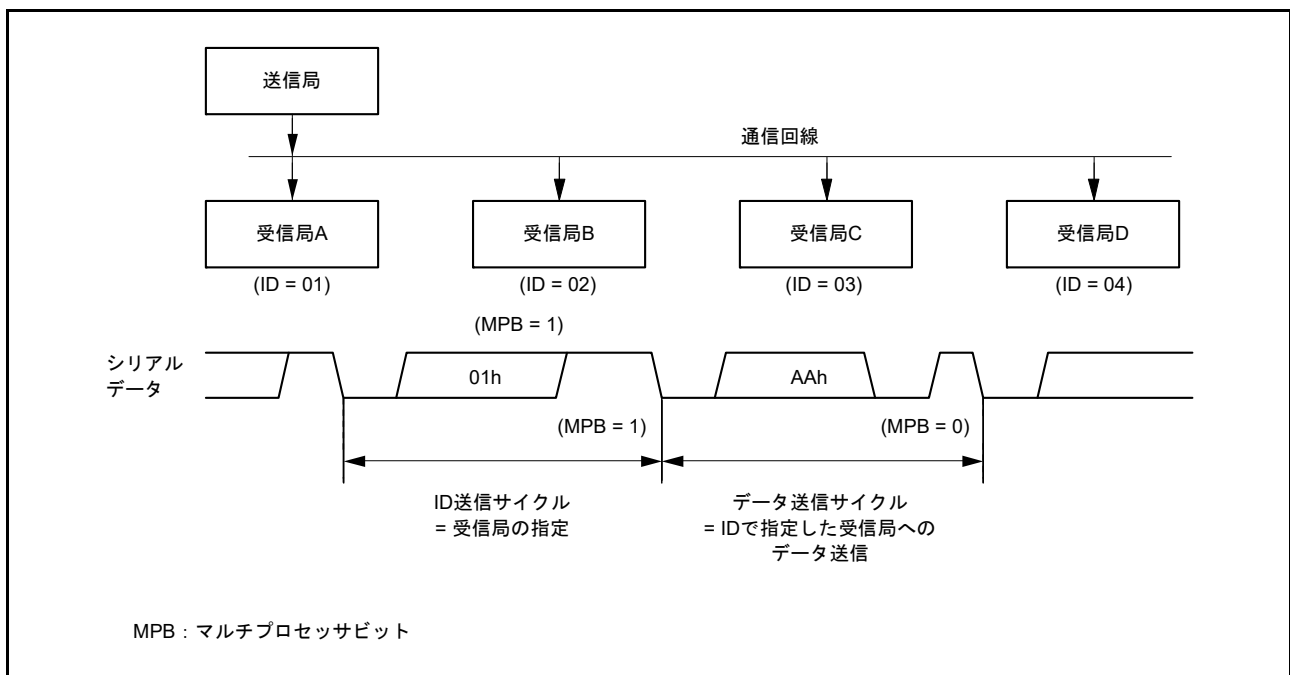 送信局
通信回線
受信局A
受信局B
受信局C
受信局D
(ID = 01)
(ID = 02)
(ID = 03)
(ID = 04)
(MPB = 1)
シリアル
データ
01h
AAh
(MPB = 1)
(MPB = 0)
ID送信サイクル
= 受信局の指定
データ送信サイクル
= IDで指定した受信局への
データ送信
MPB：マルチプロセッサビット